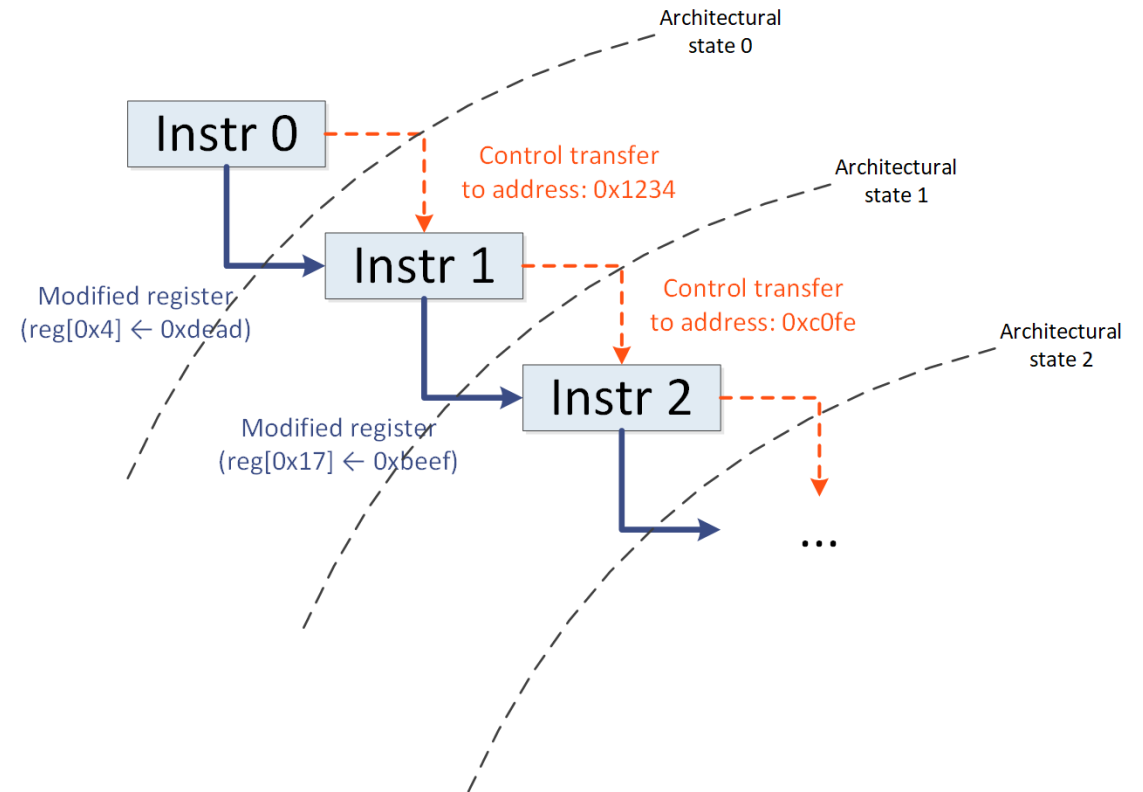 Architectural
state 0
Instr 0
Control transfer
to address: 0x1234
Architectural
state 1
Instr 1
Modified register
(reg[0x4] ← 0xdead)
Control transfer
to address: 0xc0fe
Architectural
state 2
Instr 2
Modified register
(reg[0x17] ← 0xbeef)
...